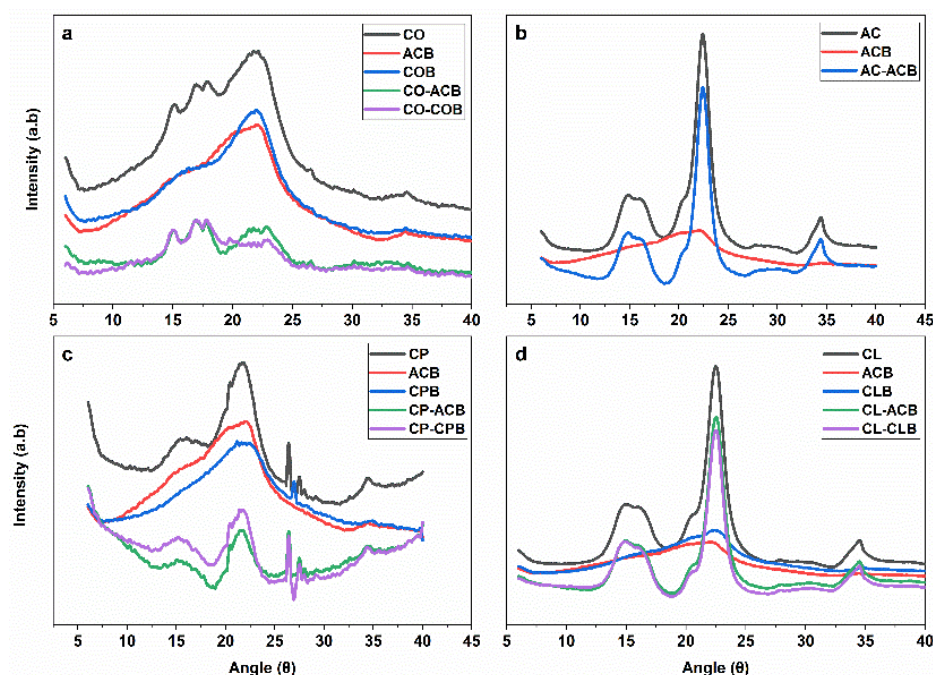 a
CO
ACB
COB
CO-ACB
CO-COB
Intensity (a.b)
5 10 15 20 25 30 35 40
b
AC
ACB
AC-ACB
5 10 15 20 25 30 35 40
c
CP
ACB
CPB
CP-ACB
CP-CPB
Intensity (a.b)
5 10 15 20 25 30 35 40
Angle (θ)
d
CL
ACB
CLB
CL-ACB
CL-CLB
5 10 15 20 25 30 35 40
Angle (θ)